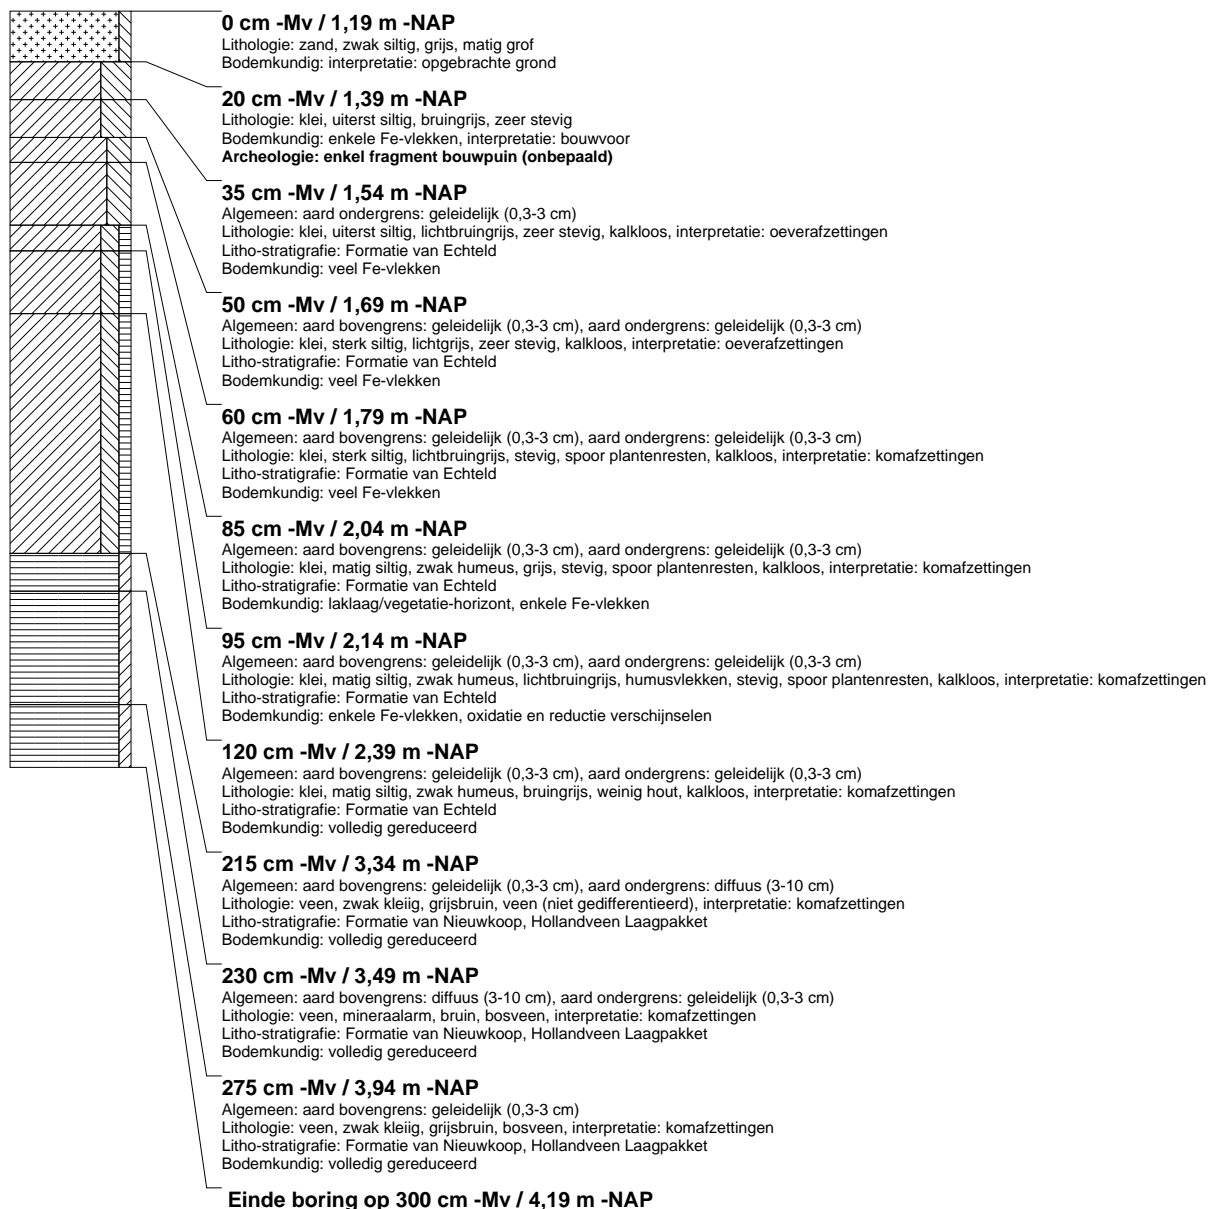 0 cm -Mv / 1,19 m -NAP
Lithologie: zand, zwak siltig, grijs, matig grof
Bodemkundig: interpretatie: opgebrachte grond
20 cm -Mv / 1,39 m -NAP
Lithologie: klei, uiterst siltig, bruingrijs, zeer stevig
Bodemkundig: enkele Fe-vlekken, interpretatie: bouwvoor
Archeologie: enkel fragment bouwpuin (onbepaald)
35 cm -Mv / 1,54 m -NAP
Algemeen: aard ondergrens: geleidelijk (0,3-3 cm)
Lithologie: klei, uiterst siltig, lichtbruingrijs, zeer stevig, kalkloos, interpretatie: oeverafzettingen
Litho-stratigrafie: Formatie van Echteld
Bodemkundig: veel Fe-vlekken
50 cm -Mv / 1,69 m -NAP
Algemeen: aard bovengrens: geleidelijk (0,3-3 cm), aard ondergrens: geleidelijk (0,3-3 cm)
Lithologie: klei, sterk siltig, lichtgrijs, zeer stevig, kalkloos, interpretatie: oeverafzettingen
Litho-stratigrafie: Formatie van Echteld
Bodemkundig: veel Fe-vlekken
60 cm -Mv / 1,79 m -NAP
Algemeen: aard bovengrens: geleidelijk (0,3-3 cm), aard ondergrens: geleidelijk (0,3-3 cm)
Lithologie: klei, sterk siltig, lichtbruingrijs, stevig, spoor plantenresten, kalkloos, interpretatie: komafzettingen
Litho-stratigrafie: Formatie van Echteld
Bodemkundig: veel Fe-vlekken
85 cm -Mv / 2,04 m -NAP
Algemeen: aard bovengrens: geleidelijk (0,3-3 cm), aard ondergrens: geleidelijk (0,3-3 cm)
Lithologie: klei, matig siltig, zwak humeus, grijs, stevig, spoor plantenresten, kalkloos, interpretatie: komafzettingen
Litho-stratigrafie: Formatie van Echteld
Bodemkundig: laklaag/vegetatie-horizont, enkele Fe-vlekken
95 cm -Mv / 2,14 m -NAP
Algemeen: aard bovengrens: geleidelijk (0,3-3 cm), aard ondergrens: geleidelijk (0,3-3 cm)
Lithologie: klei, matig siltig, zwak humeus, lichtbruingrijs, humusvlekken, stevig, spoor plantenresten, kalkloos, interpretatie: komafzettingen
Litho-stratigrafie: Formatie van Echteld
Bodemkundig: enkele Fe-vlekken, oxidatie en reductie verschijnselen
120 cm -Mv / 2,39 m -NAP
Algemeen: aard bovengrens: geleidelijk (0,3-3 cm), aard ondergrens: geleidelijk (0,3-3 cm)
Lithologie: klei, matig siltig, zwak humeus, bruingrijs, weinig hout, kalkloos, interpretatie: komafzettingen
Litho-stratigrafie: Formatie van Echteld
Bodemkundig: volledig gereduceerd
215 cm -Mv / 3,34 m -NAP
Algemeen: aard bovengrens: geleidelijk (0,3-3 cm), aard ondergrens: diffuus (3-10 cm)
Lithologie: veen, zwak kleiig, grijsbruin, veen (niet gedifferentieerd), interpretatie: komafzettingen
Litho-stratigrafie: Formatie van Nieuwkoop, Hollandveen Laagpakket
Bodemkundig: volledig gereduceerd
230 cm -Mv / 3,49 m -NAP
Algemeen: aard bovengrens: diffuus (3-10 cm), aard ondergrens: geleidelijk (0,3-3 cm)
Lithologie: veen, mineraalarm, bruin, bosveen, interpretatie: komafzettingen
Litho-stratigrafie: Formatie van Nieuwkoop, Hollandveen Laagpakket
Bodemkundig: volledig gereduceerd
275 cm -Mv / 3,94 m -NAP
Algemeen: aard bovengrens: geleidelijk (0,3-3 cm)
Lithologie: veen, zwak kleiig, grijsbruin, bosveen, interpretatie: komafzettingen
Litho-stratigrafie: Formatie van Nieuwkoop, Hollandveen Laagpakket
Bodemkundig: volledig gereduceerd
Einde boring op 300 cm -Mv / 4,19 m -NAP